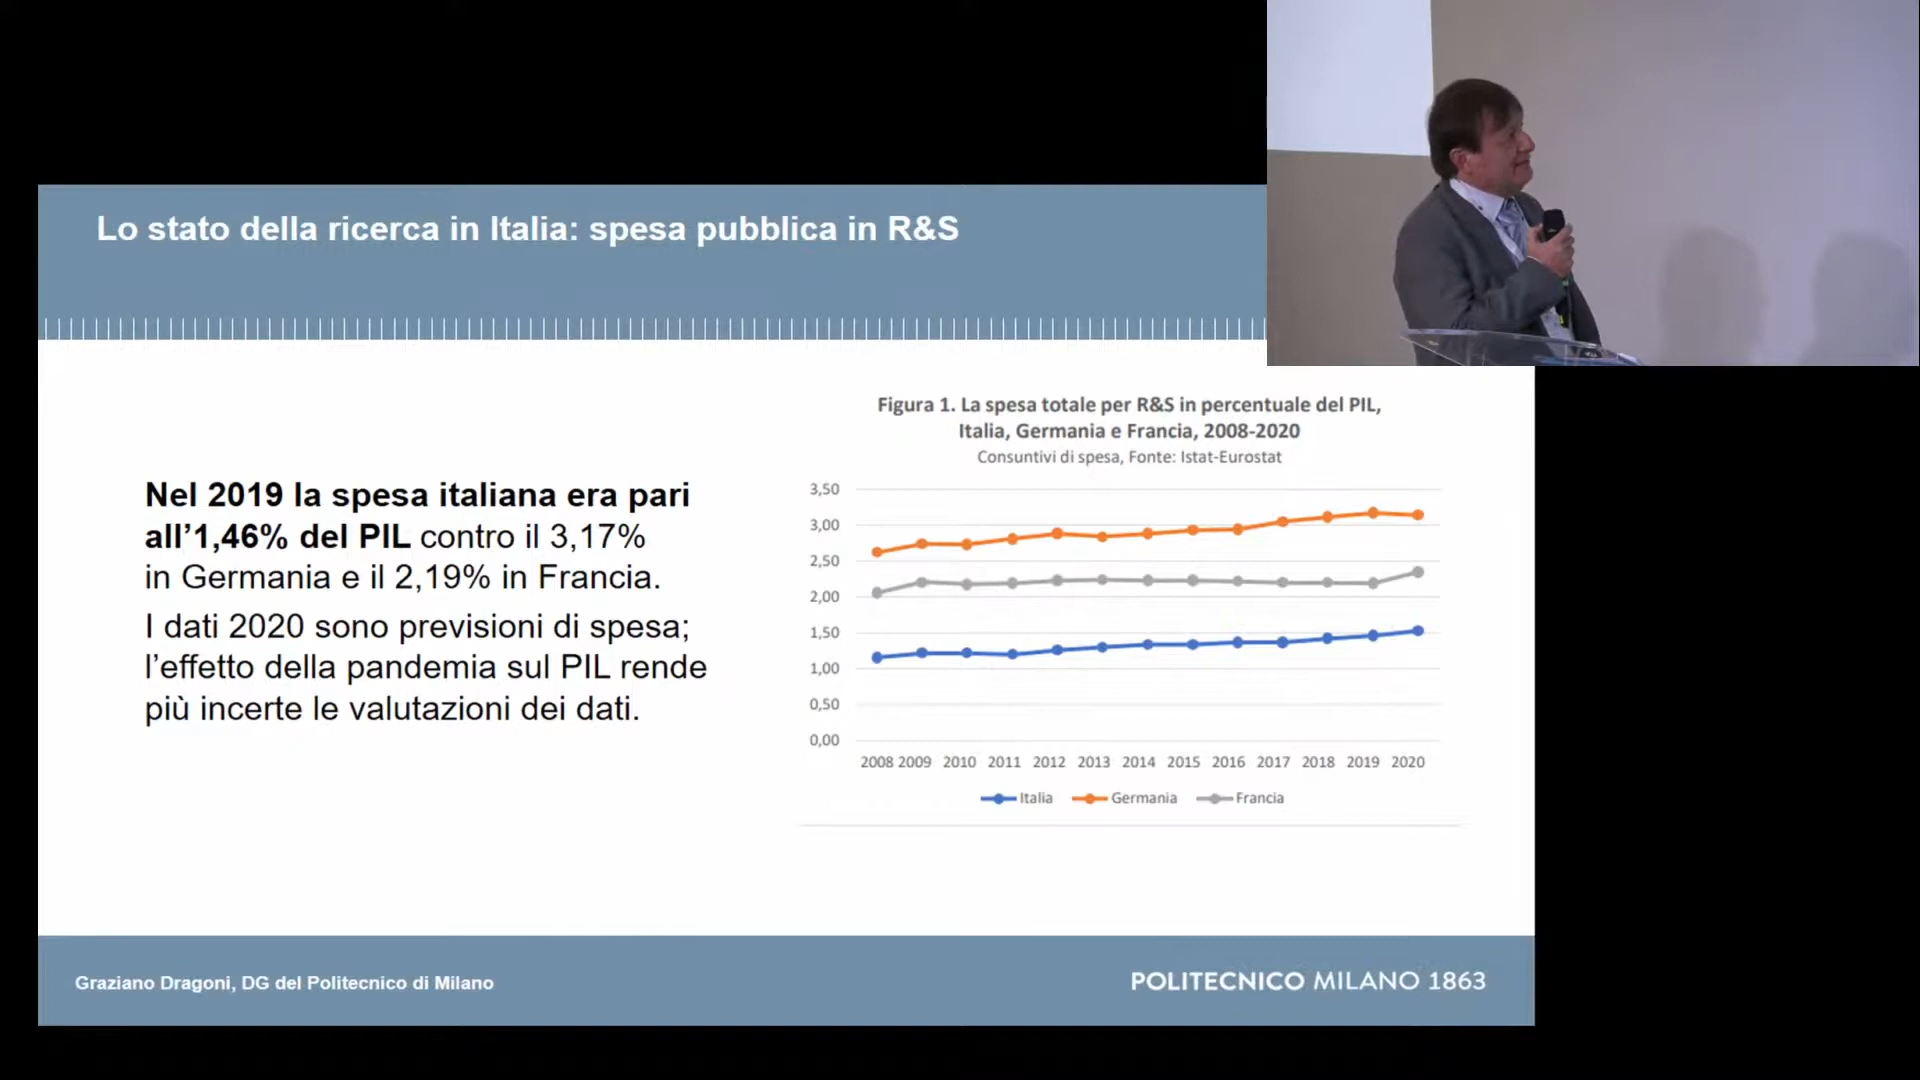 Lo stato della ricerca in Italia: spesa pubblica in R&S
Nel 2019 la spesa italiana era pari
all’1,46% del PIL contro il 3,17%
in Germania e il 2,19% in Francia.
I dati 2020 sono previsioni di spesa;
l’effetto della pandemia sul PIL rende
più incerte le valutazioni dei dati.
Figura 1. La spesa totale per R&S in percentuale del PIL,
Italia, Germania e Francia, 2008-2020
Consuntivi di spesa, Fonte: Istat-Eurostat
3,50
3,00
2,50
2,00
1,50
1,00
0,50
0,00
2008 2009 2010 2011 2012 2013 2014 2015 2016 2017 2018 2019 2020
Italia Germania Francia
Graziano Dragoni, DG del Politecnico di Milano
POLITECNICO MILANO 1863